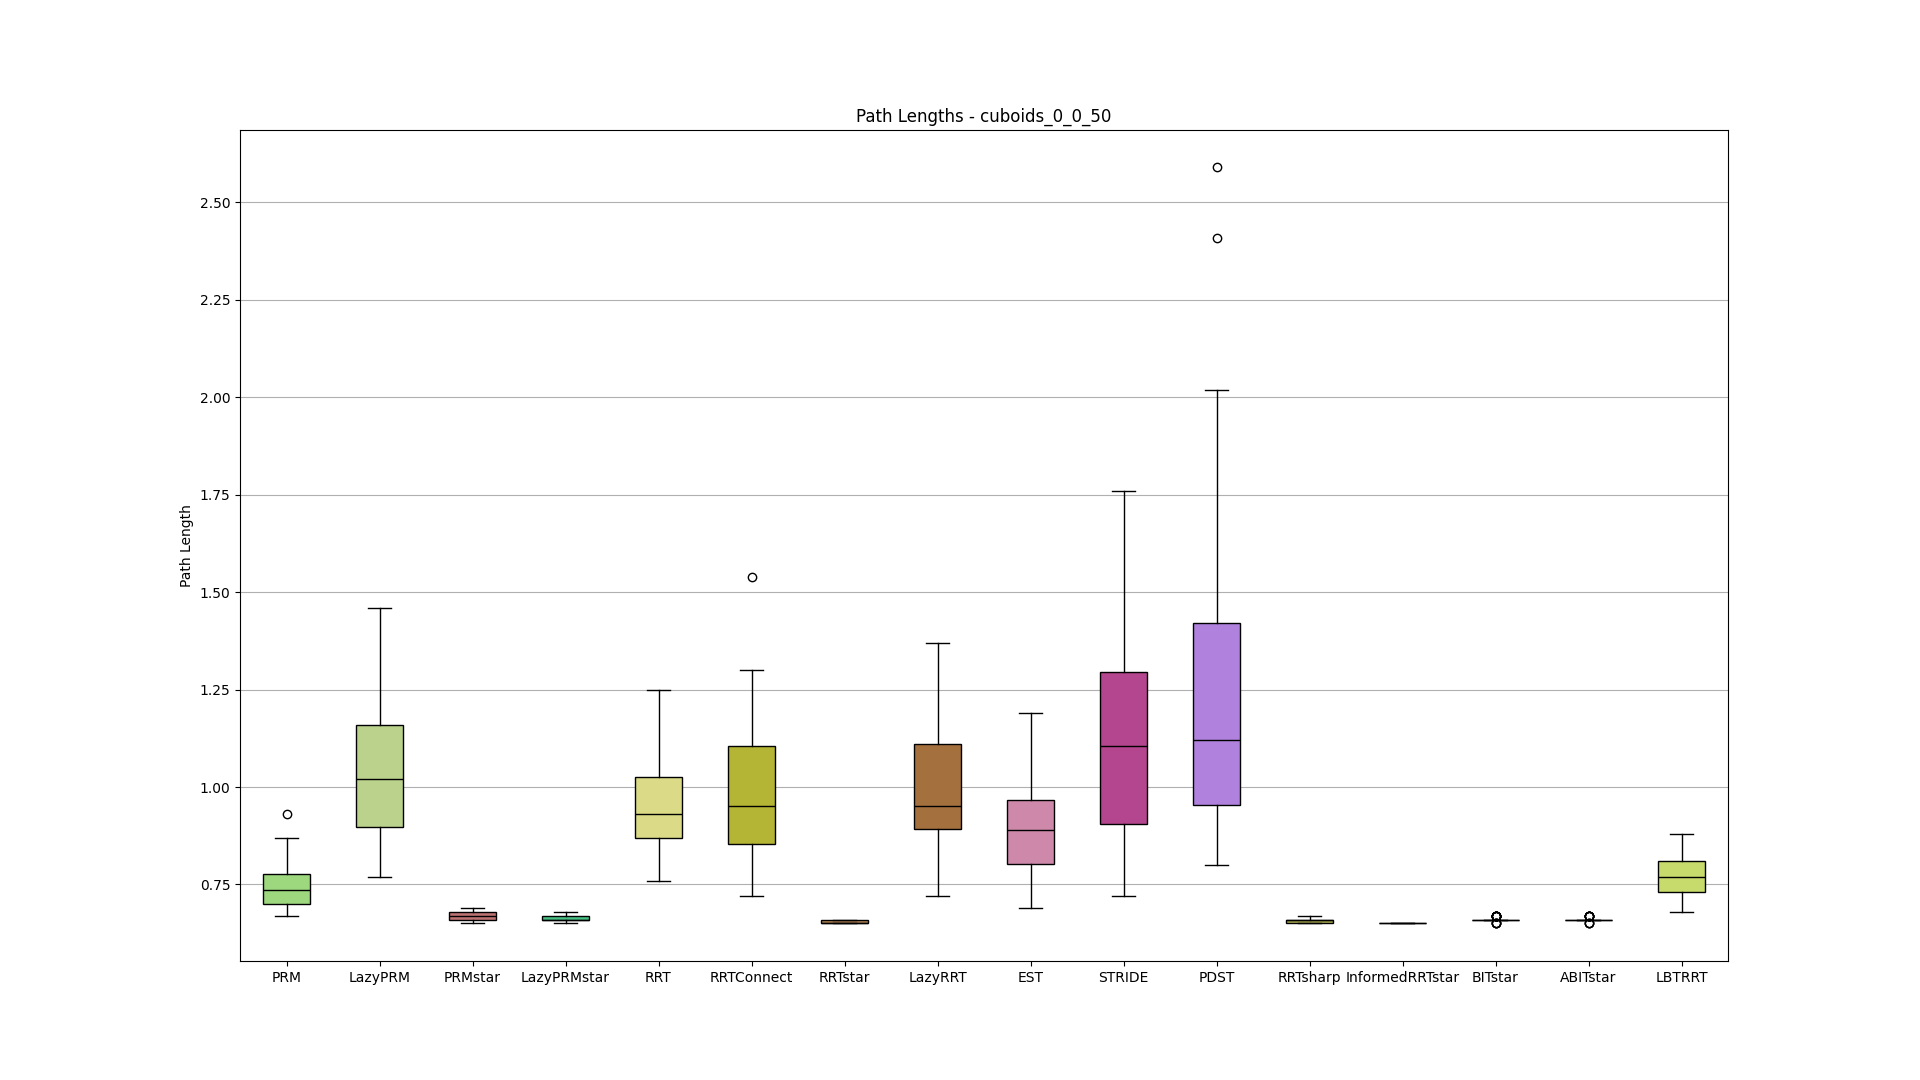 Path Lengths - cuboids_0_0_50
Path Length
2.50
2.25
2.00
1.75
1.50
1.25
1.00
0.75
PRM LazyPRM PRMstar LazyPRMstar RRT RRTConnect RRTstar LazyRRT EST STRIDE PDST RRTsharp InformedRRTstar BITstar ABITstar LBTRRT